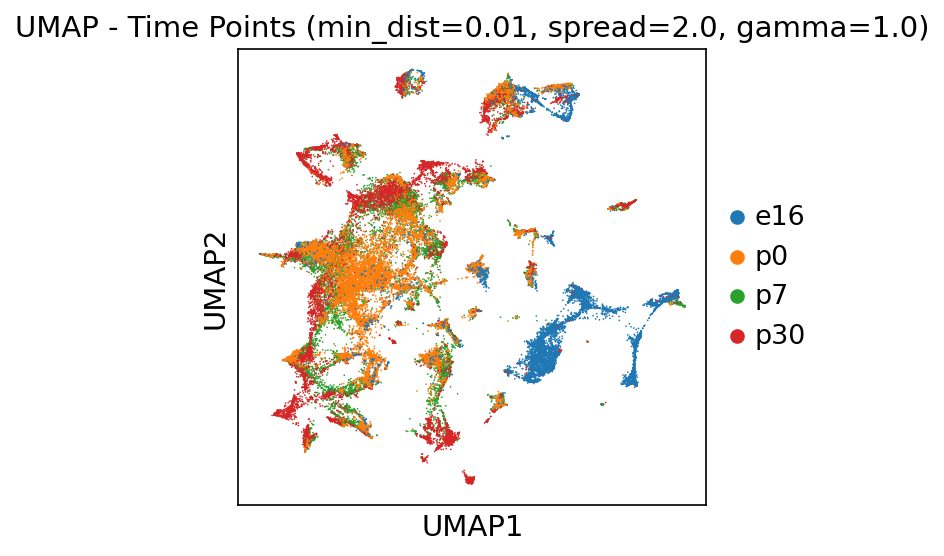 UMAP - Time Points (min_dist=0.01, spread=2.0, gamma=1.0)
UMAP2
e16
p0
p7
p30
UMAP1